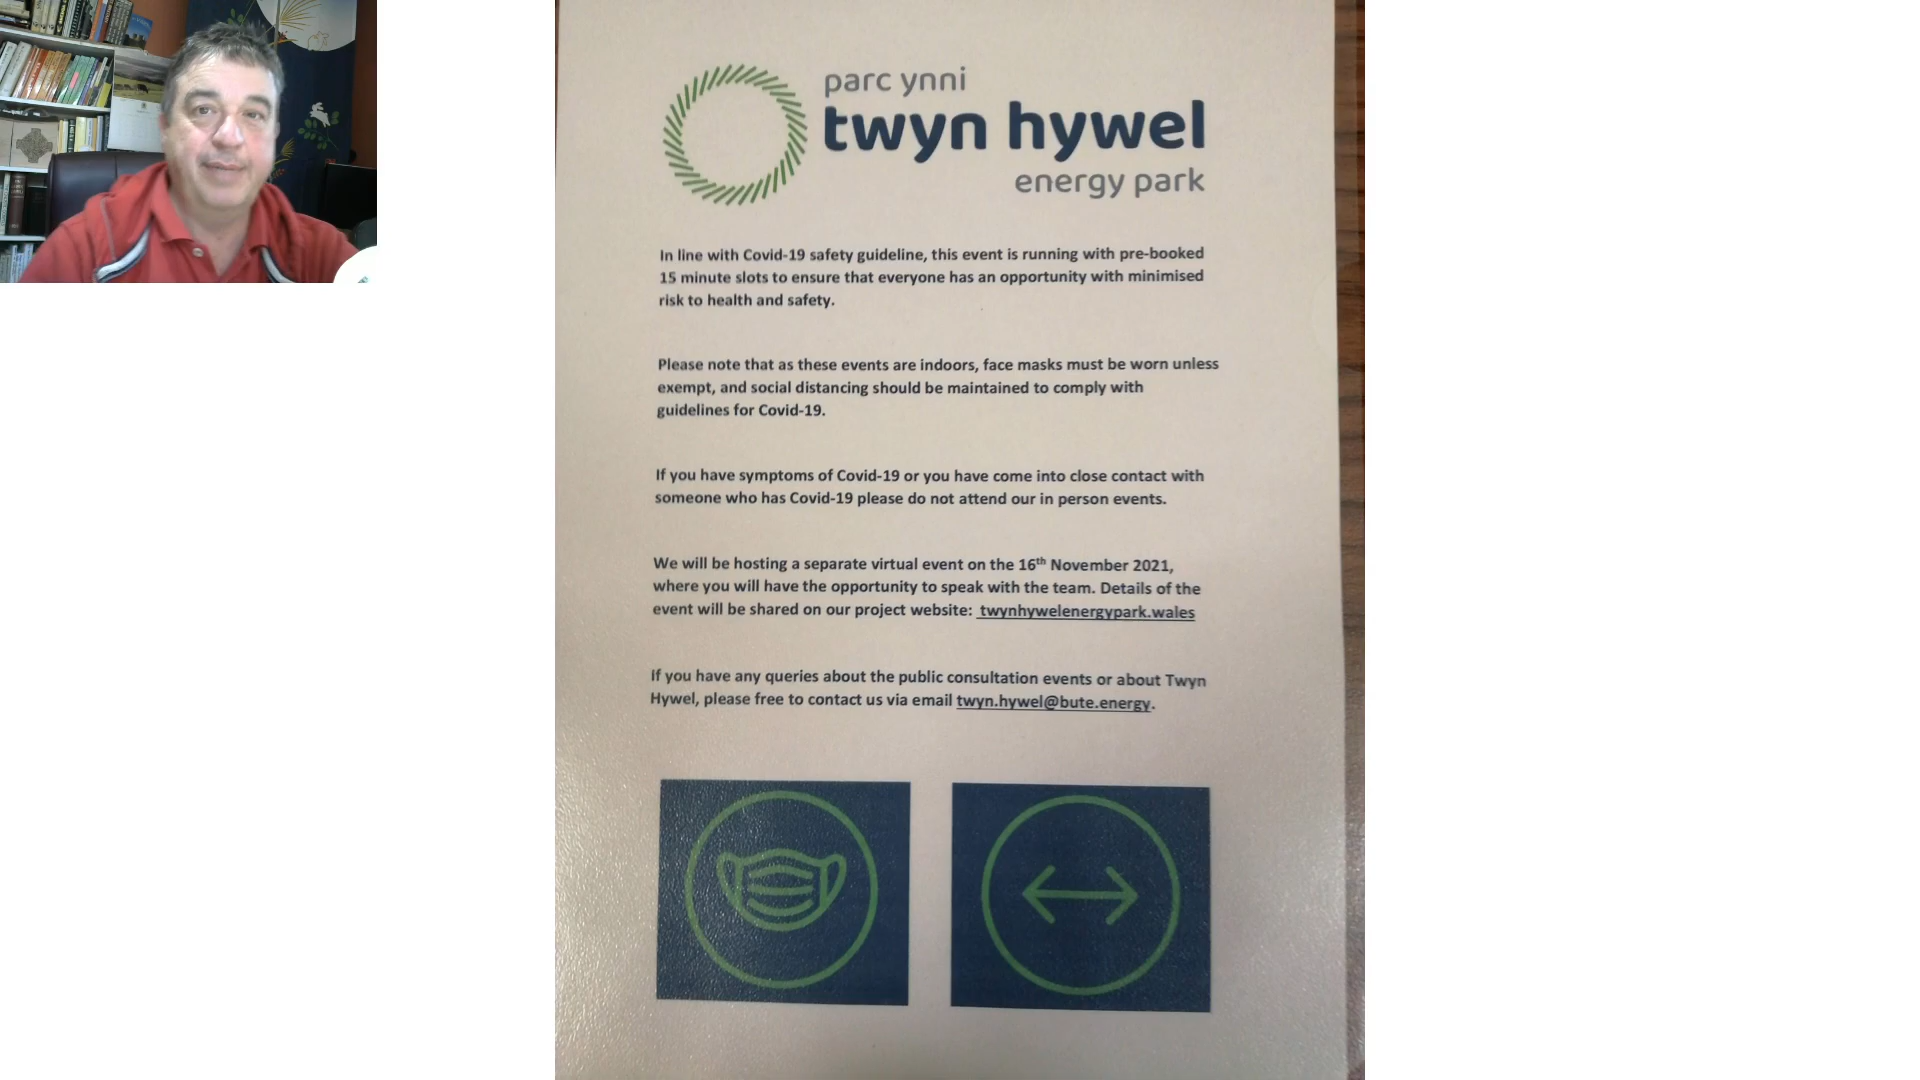 parc ynni
twyn hywel
energy park
In line with Covid-19 safety guideline, this event is running with pre-booked
15 minute slots to ensure that everyone has an opportunity with minimised
risk to health and safety.
Please note that as these events are indoors, face masks must be worn unless
exempt, and social distancing should be maintained to comply with
guidelines for Covid-19.
If you have symptoms of Covid-19 or you have come into close contact with
someone who has Covid-19 please do not attend our in person events.
We will be hosting a separate virtual event on the 16th November 2021,
where you will have the opportunity to speak with the team. Details of the
event will be shared on our project website: twynhywelenergypark.wales
If you have any queries about the public consultation events or about Twyn
Hywel, please free to contact us via email twyn.hywel@bute.energy.